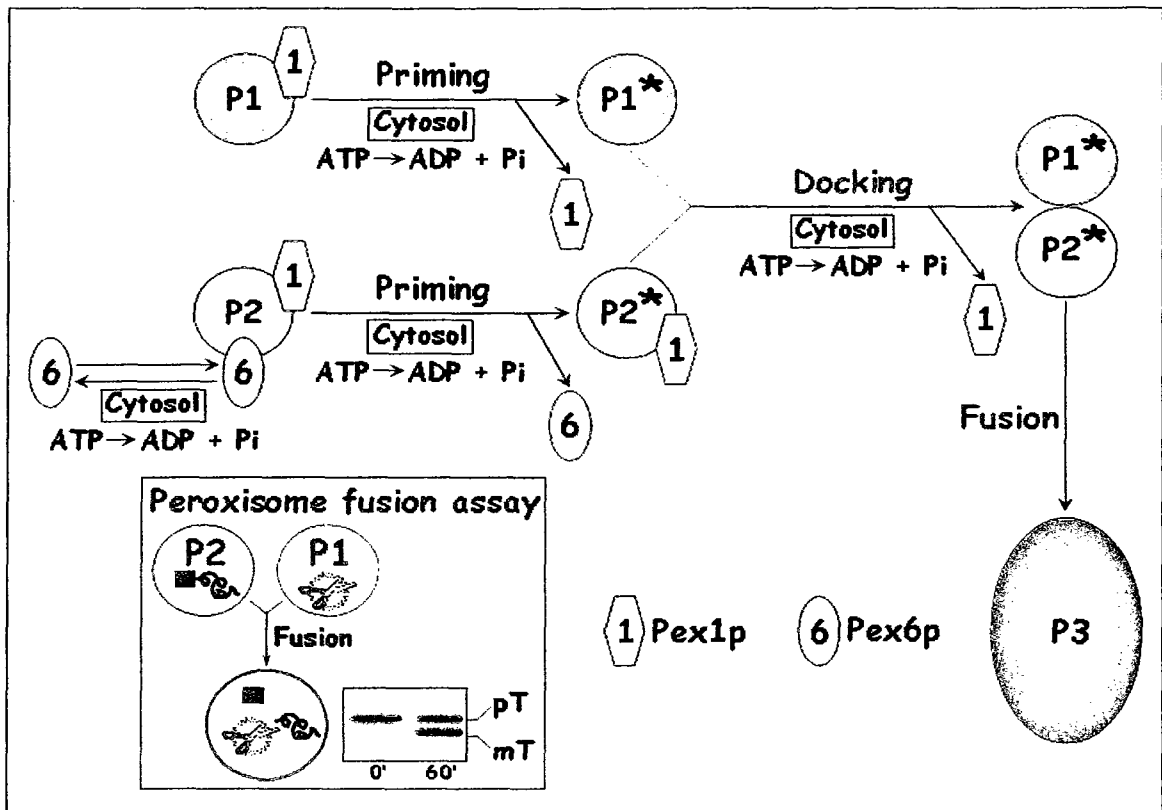 1
P1
Priming
Cytosol
ATP→ADP + Pi
P1*
1
Docking
Cytosol
ATP→ADP + Pi
P1*
P2*
1
1
P2
6
6
Cytosol
ATP→ADP + Pi
Priming
Cytosol
ATP→ADP + Pi
P2*
1
6
Fusion
Peroxisome fusion assay
P2
P1
Fusion
pT
mT
0'
60'
1 Pex1p
6 Pex6p
P3